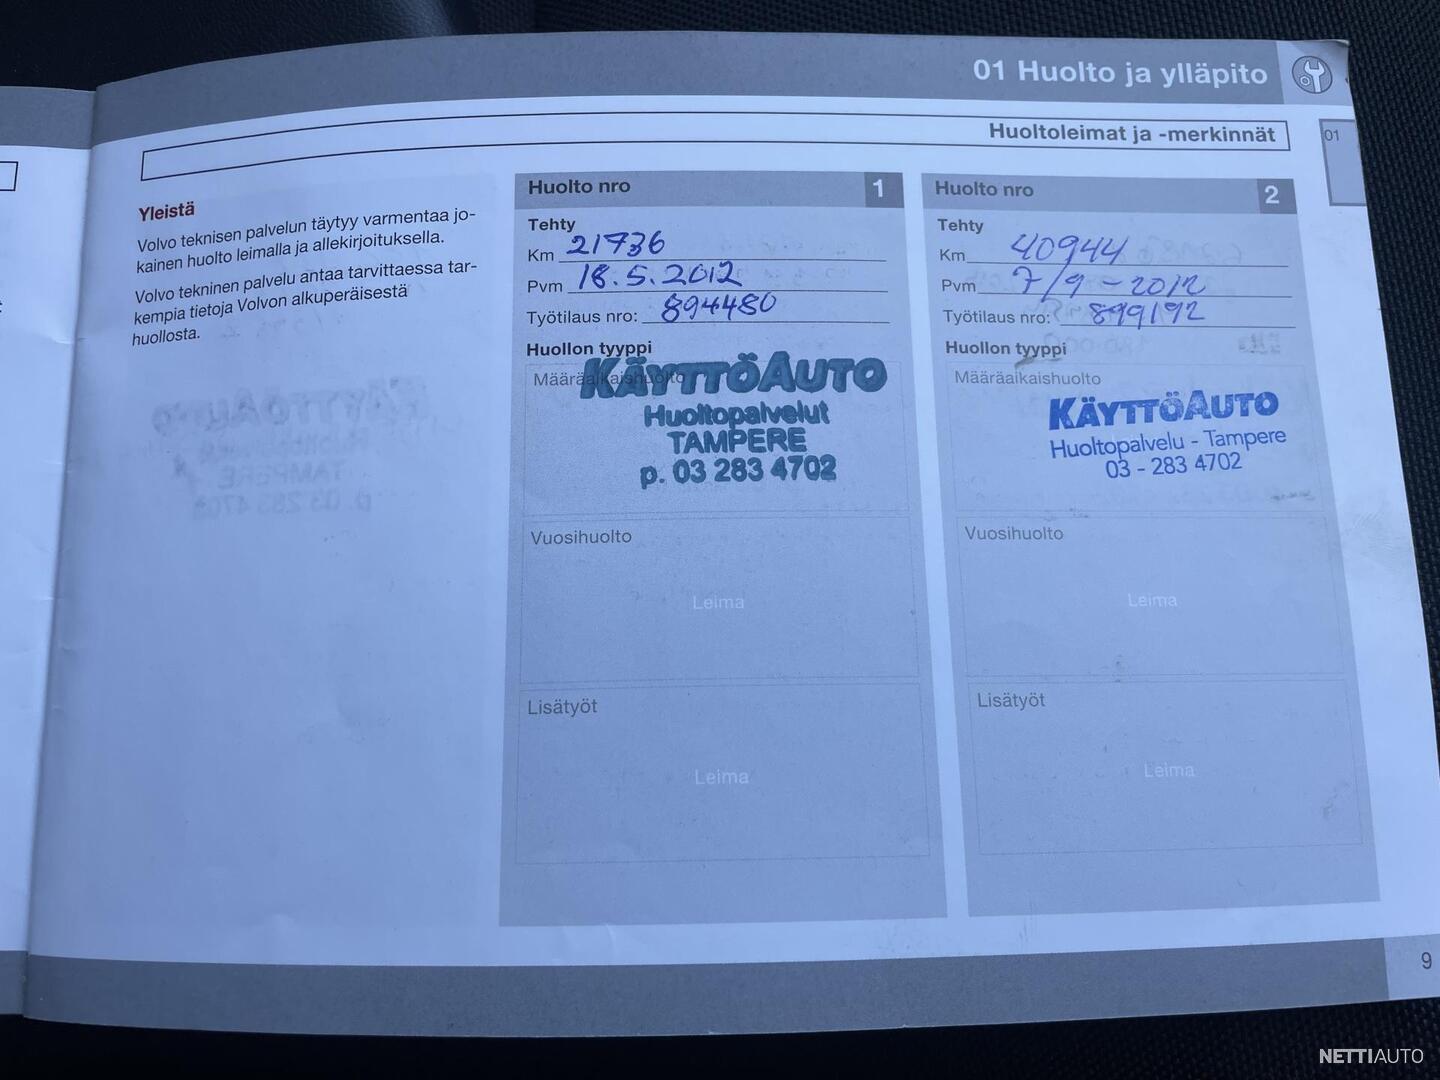 01 Huolto ja ylläpito
Huoltoleimat ja -merkinnät
01
Yleistä
Volvo teknisen palvelun täytyy varmentaa jo-
kainen huolto leimalla ja allekirjoituksella.
Volvo tekninen palvelu antaa tarvittaessa tar-
kempia tietoja Volvon alkuperäisestä
huollosta.
Huolto nro 1
Tehty
Km 21736
Pvm 18.5.2012
Työtilaus nro: 894480
Huollon tyyppi
Määräaikaishuolto
KÄYTTÖAUTO
Huoltopalvelut
TAMPERE
p. 03 283 4702
Vuosihuolto
Leima
Lisätyöt
Leima
Huolto nro 2
Tehty
Km 40944
Pvm 7/9-2012
Työtilaus nro: 899192
Huollon tyyppi
Määräaikaishuolto
KÄYTTÖAUTO
Huoltopalvelu - Tampere
03 - 283 4702
Vuosihuolto
Leima
Lisätyöt
Leima
9
NETTIAUTO